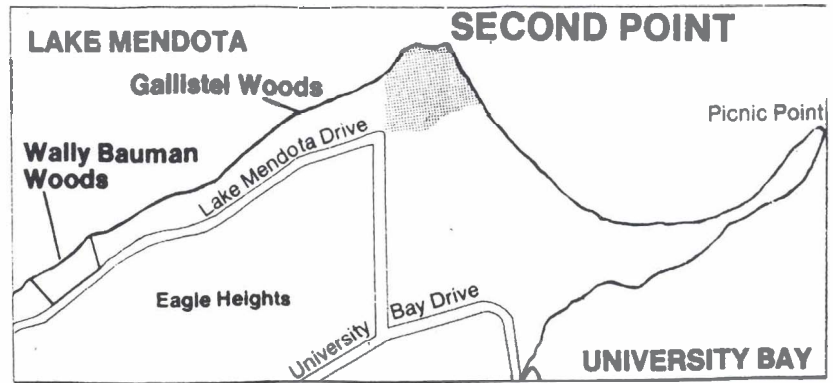 LAKE MENDOTA
SECOND POINT
Gallistel Woods
Picnic Point
Wally Bauman
Woods
Lake Mendota Drive
Eagle Heights
University Bay Drive
UNIVERSITY BAY